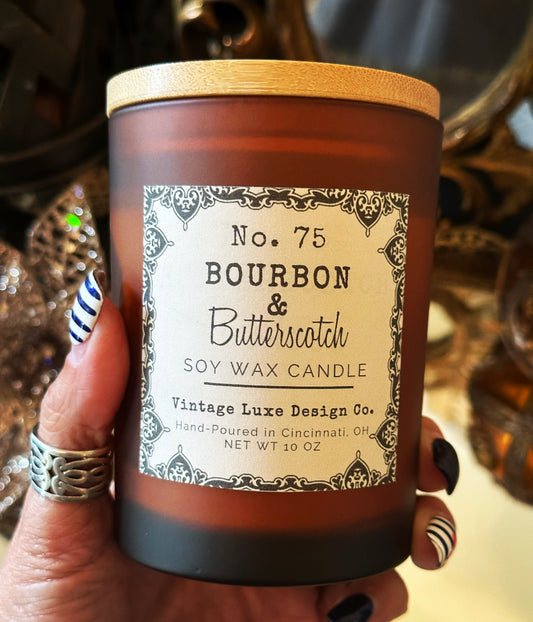 No. 75
BOURBON
&
Butterscotch
SOY WAX CANDLE
Vintage Luxe Design Co.
Hand-Poured in Cincinnati. OH
NET WT 10 OZ